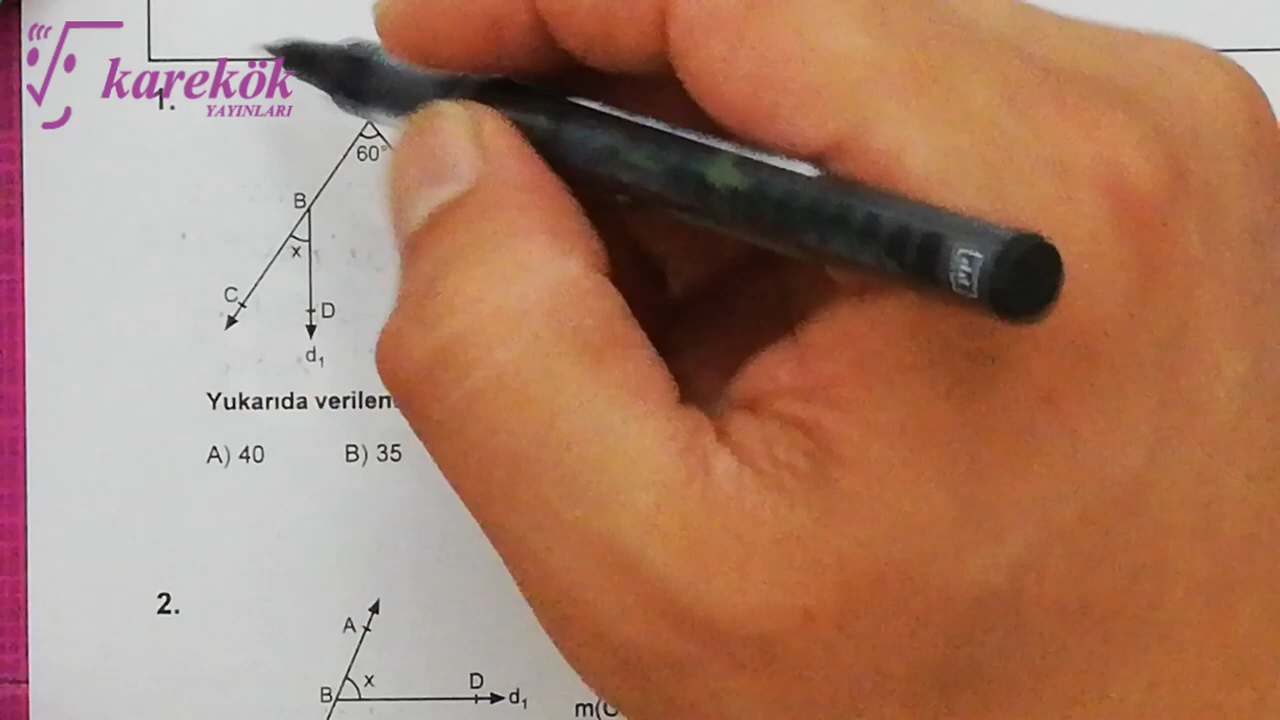 karekök
YAYINLARI
1.
60°
B
x
C
D
d₁
Yukarıda verilen
A) 40 B) 35
2.
A
x
B
D
d₁